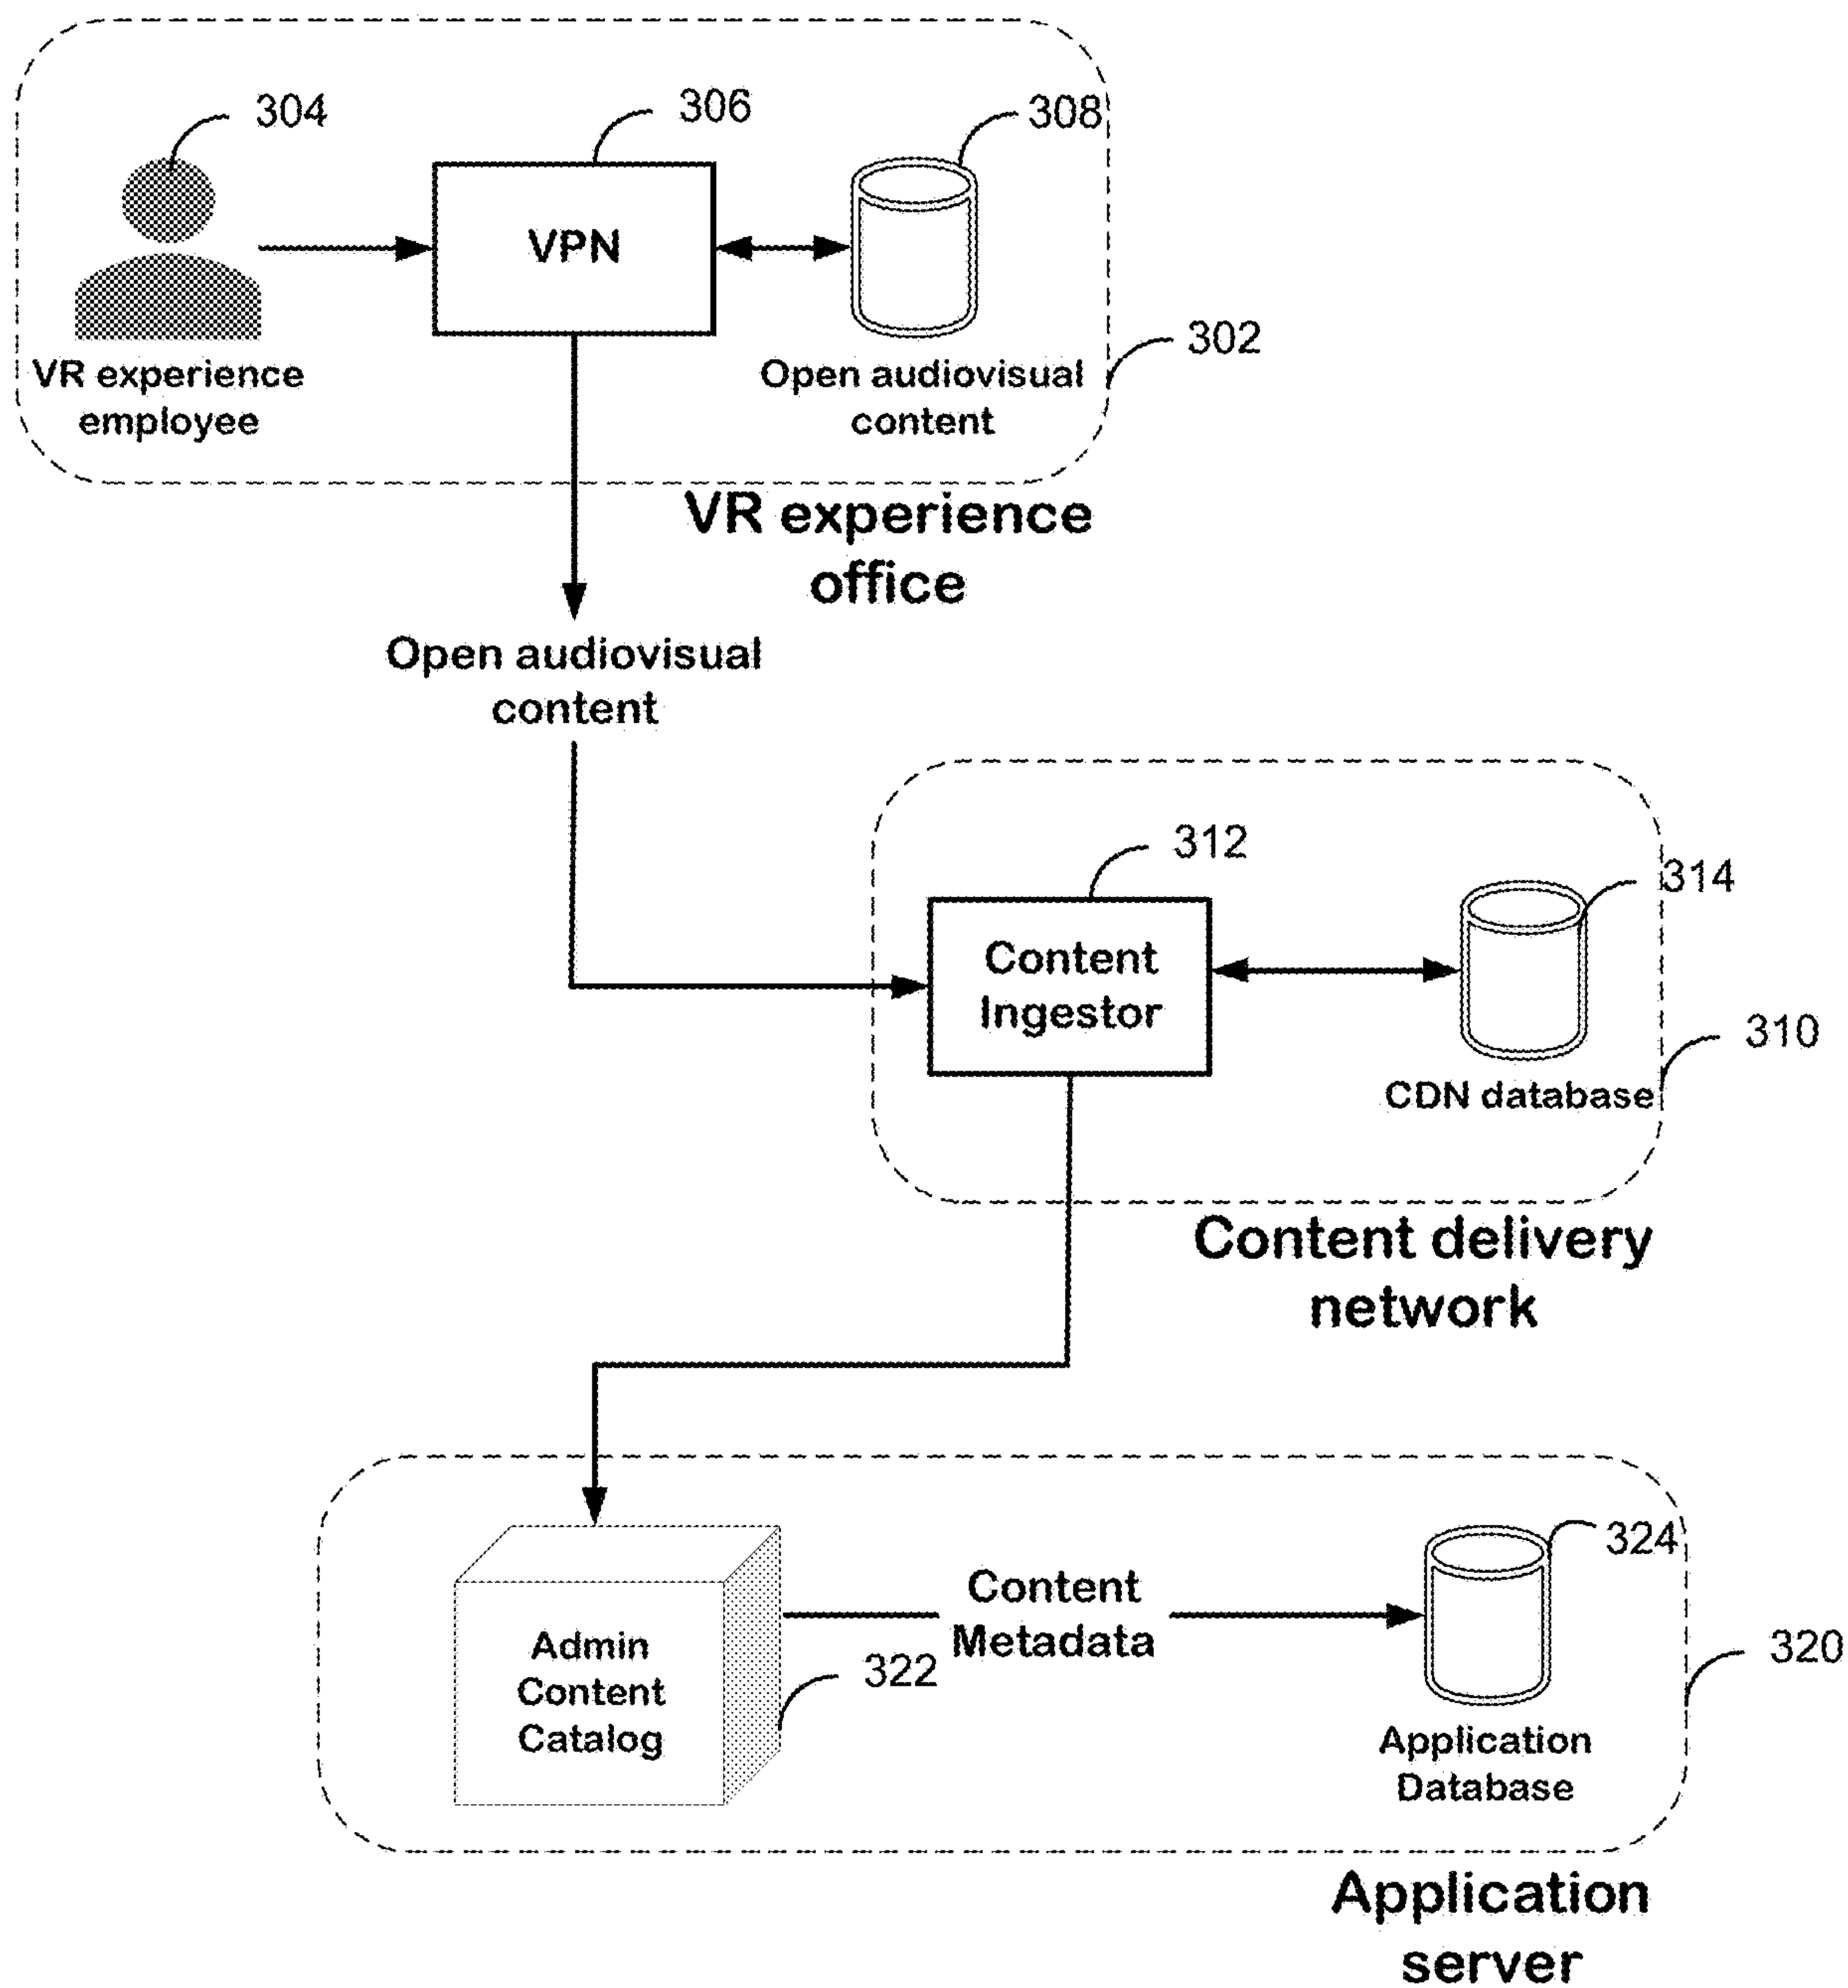 304
306
308
VPN
302
VR experience
employee
Open audiovisual
content
VR experience
office
Open audiovisual
content
312
314
Content
Ingestor
310
CDN database
Content delivery
network
324
Content
Metadata
Admin
Content
Catalog
322
320
Application
Database
Application
server